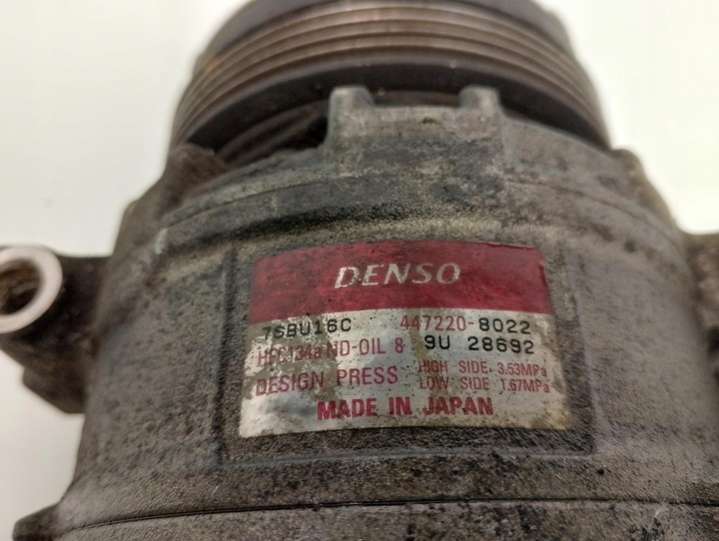 DENSO
7SBU16C 447220-8022
HFC134a ND-OIL 8 9U 28692
DESIGN PRESS HIGH SIDE 3.53MPa
LOW SIDE 1.67MPa
MADE IN JAPAN